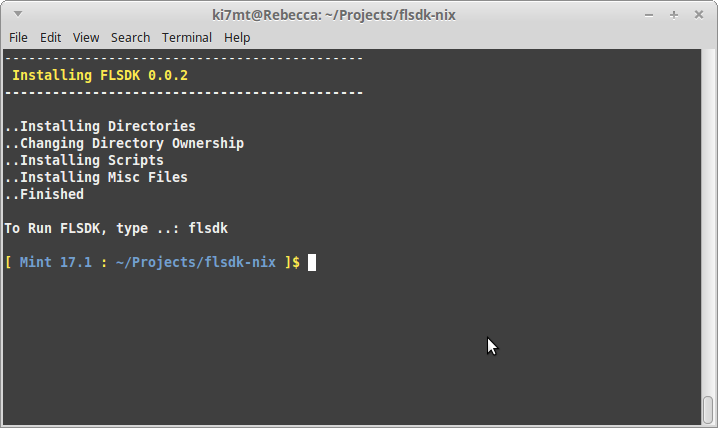 ki7mt@Rebecca: ~/Projects/flsdk-nix
File Edit View Search Terminal Help
---------------------------------------------
Installing FLSDK 0.0.2
---------------------------------------------
..Installing Directories
..Changing Directory Ownership
..Installing Scripts
..Installing Misc Files
..Finished
To Run FLSDK, type ..: flsdk
[ Mint 17.1 : ~/Projects/flsdk-nix ]$